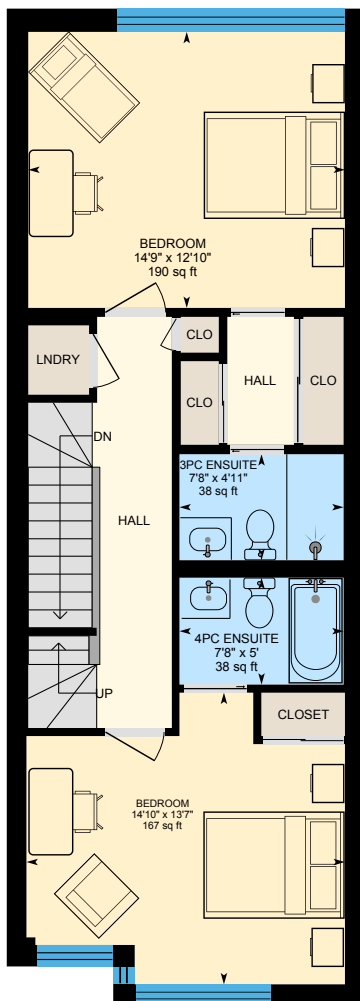 BEDROOM
14'9" x 12'10"
190 sq ft
CLO
LNDRY
HALL
CLO
CLO
DN
3PC ENSUITE
7'8" x 4'11"
38 sq ft
HALL
4PC ENSUITE
7'8" x 5'
38 sq ft
UP
CLOSET
BEDROOM
14'10" x 13'7"
167 sq ft